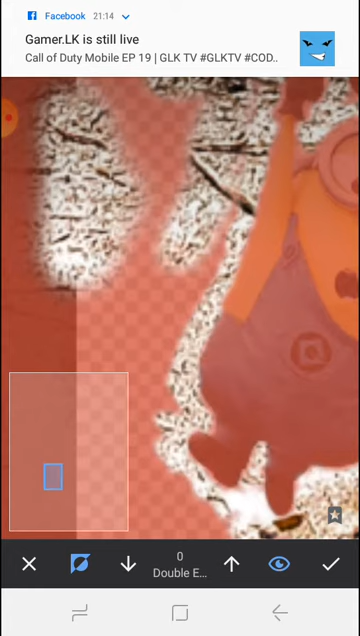 Facebook 21:14
Gamer.LK is still live
Call of Duty Mobile EP 19 | GLK TV #GLKTV #COD..
0
Double E...